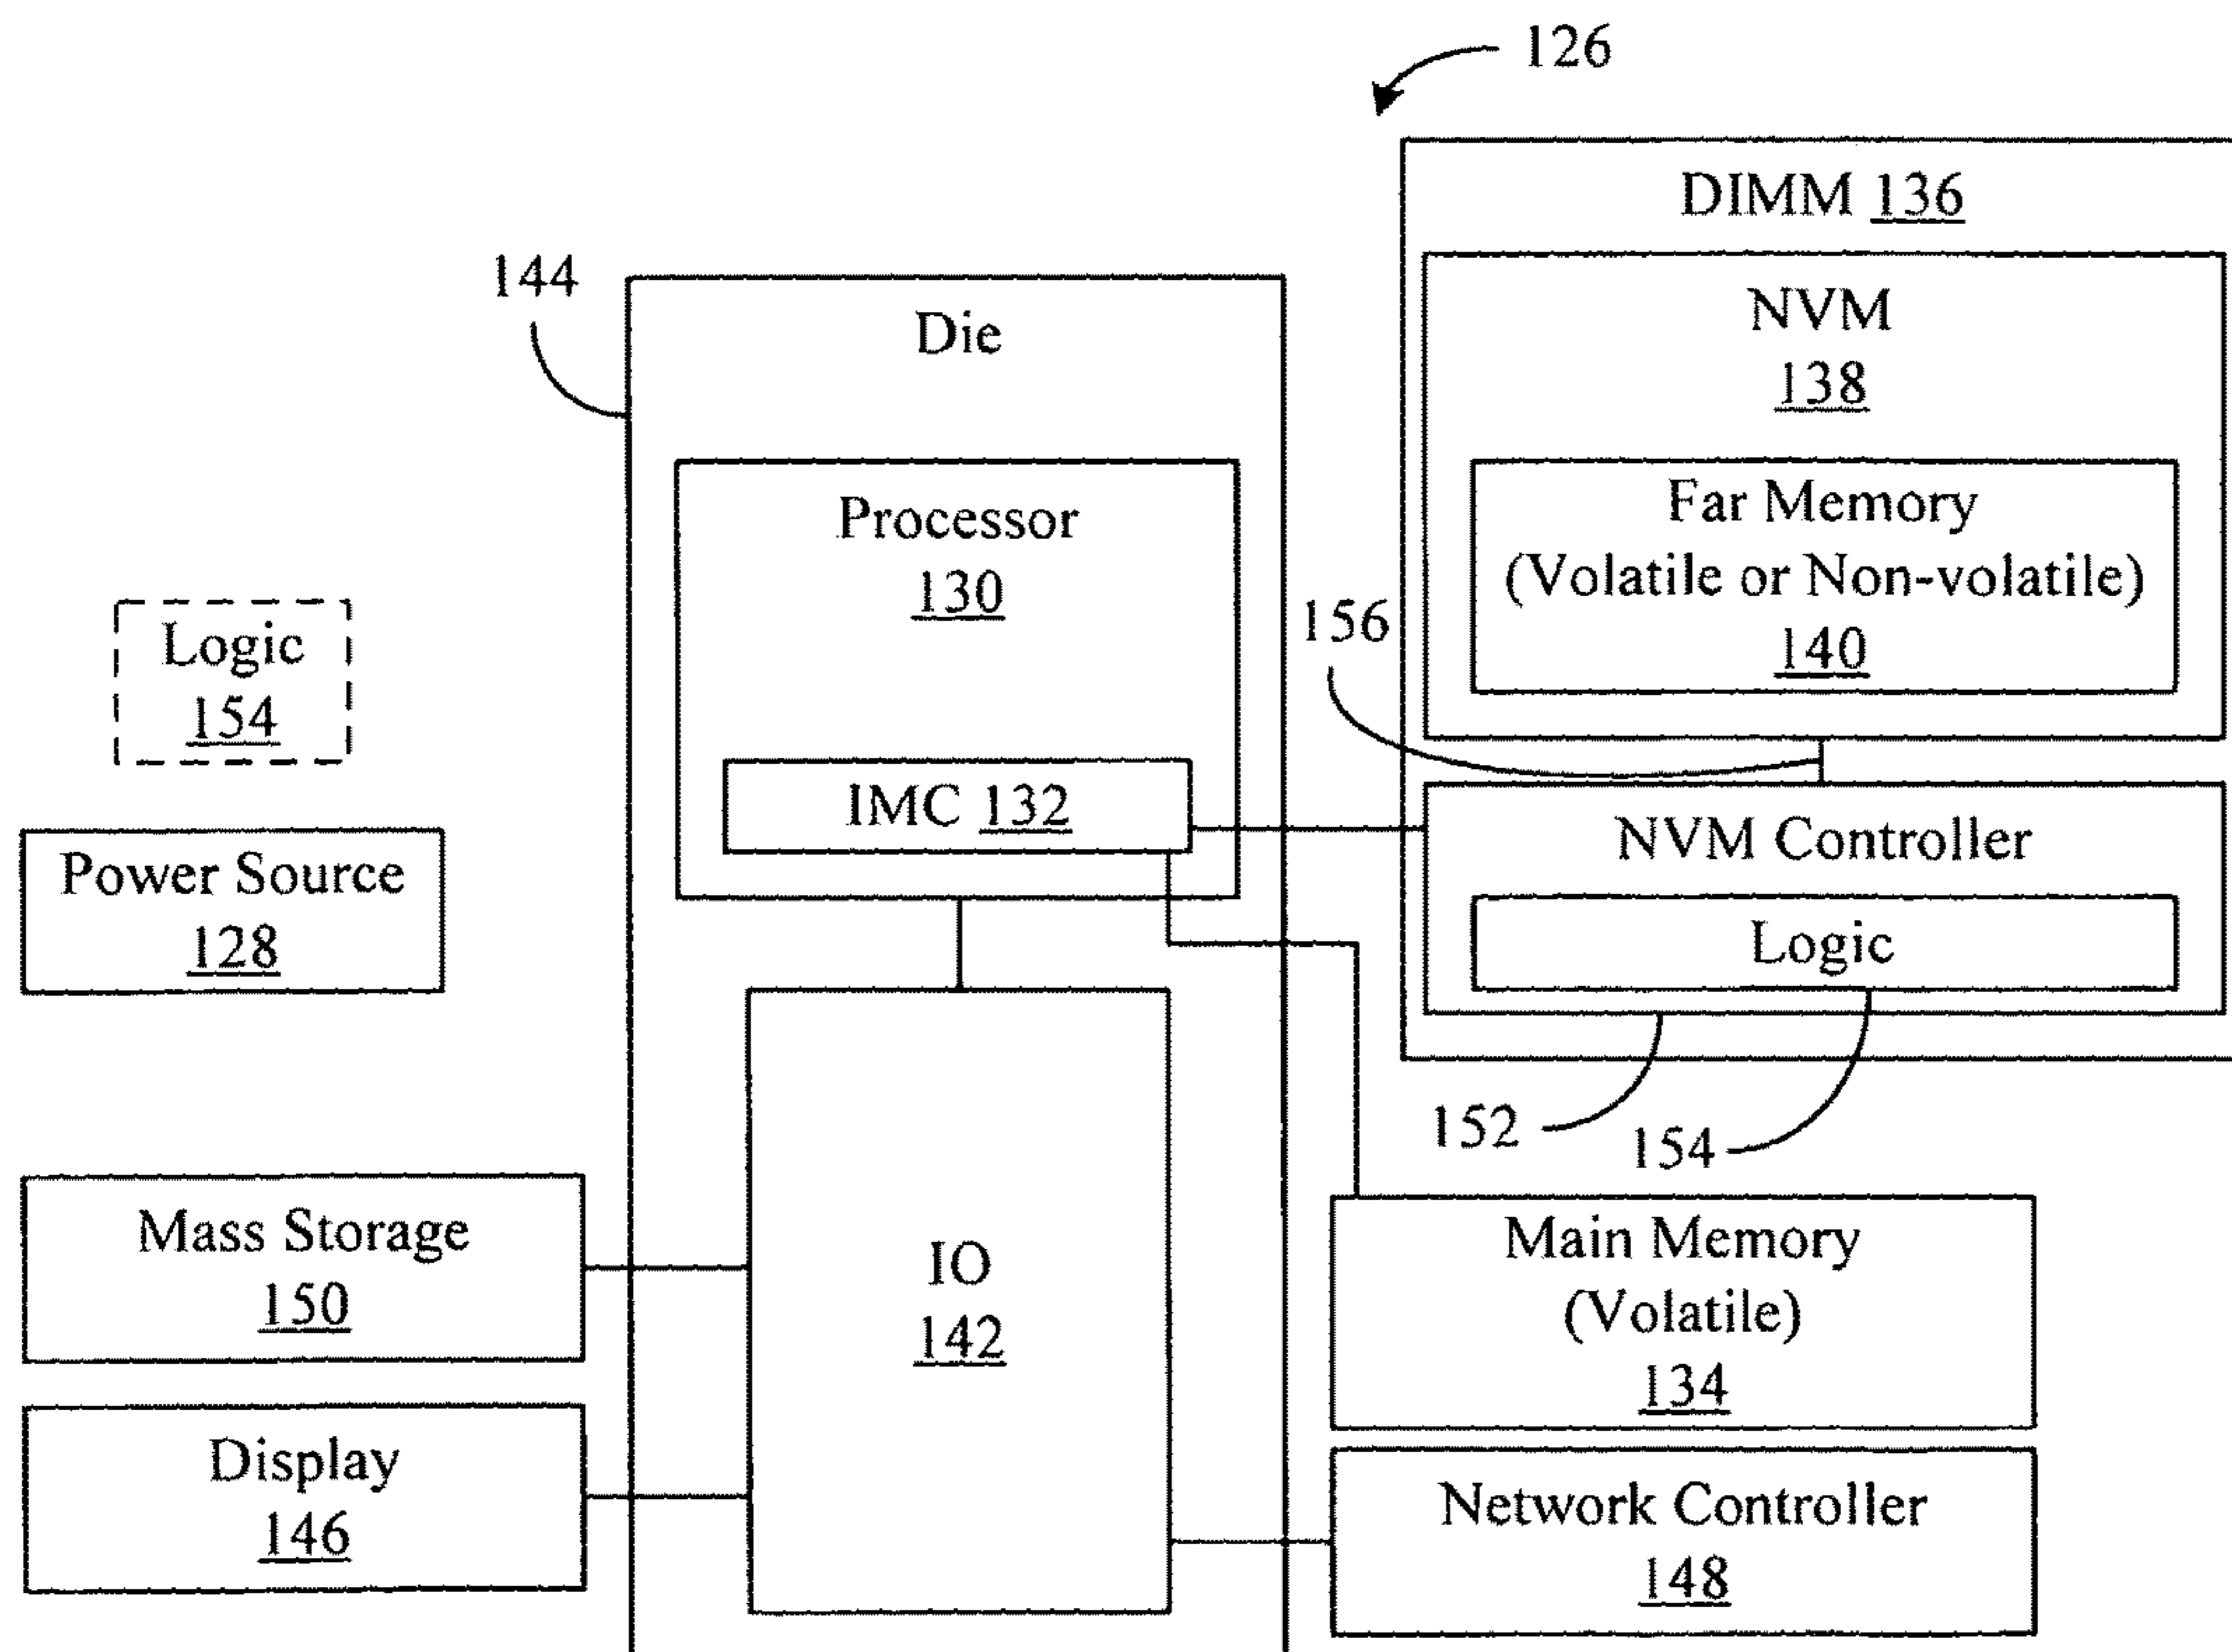 126
DIMM 136
NVM
138
Far Memory
(Volatile or Non-volatile)
140
156
NVM Controller
Logic
152
154
144
Die
Processor
130
IMC 132
IO
142
Logic
154
Power Source
128
Mass Storage
150
Display
146
Main Memory
(Volatile)
134
Network Controller
148